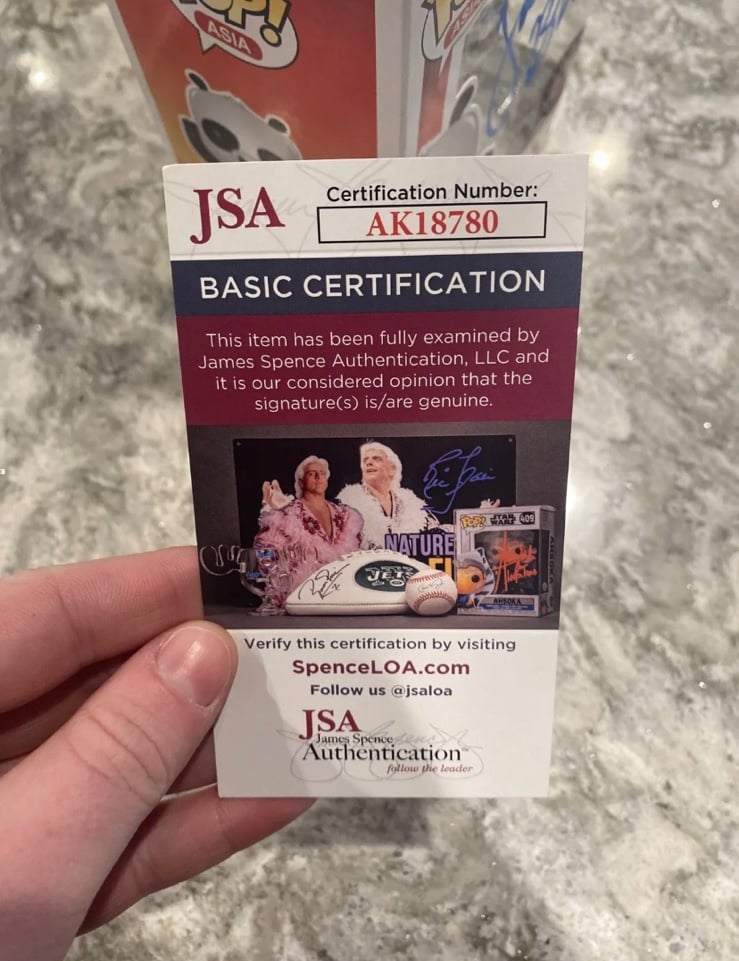 POP!
ASIA
JSA
Certification Number:
AK18780
BASIC CERTIFICATION
This item has been fully examined by
James Spence Authentication, LLC and
it is our considered opinion that the
signature(s) is/are genuine.
NATURE
JETS
POP! STAR WARS 409
AHSOKA
AHSOKA
Verify this certification by visiting
SpenceLOA.com
Follow us @jsaloa
JSA
James Spence
Authentication
follow the leader